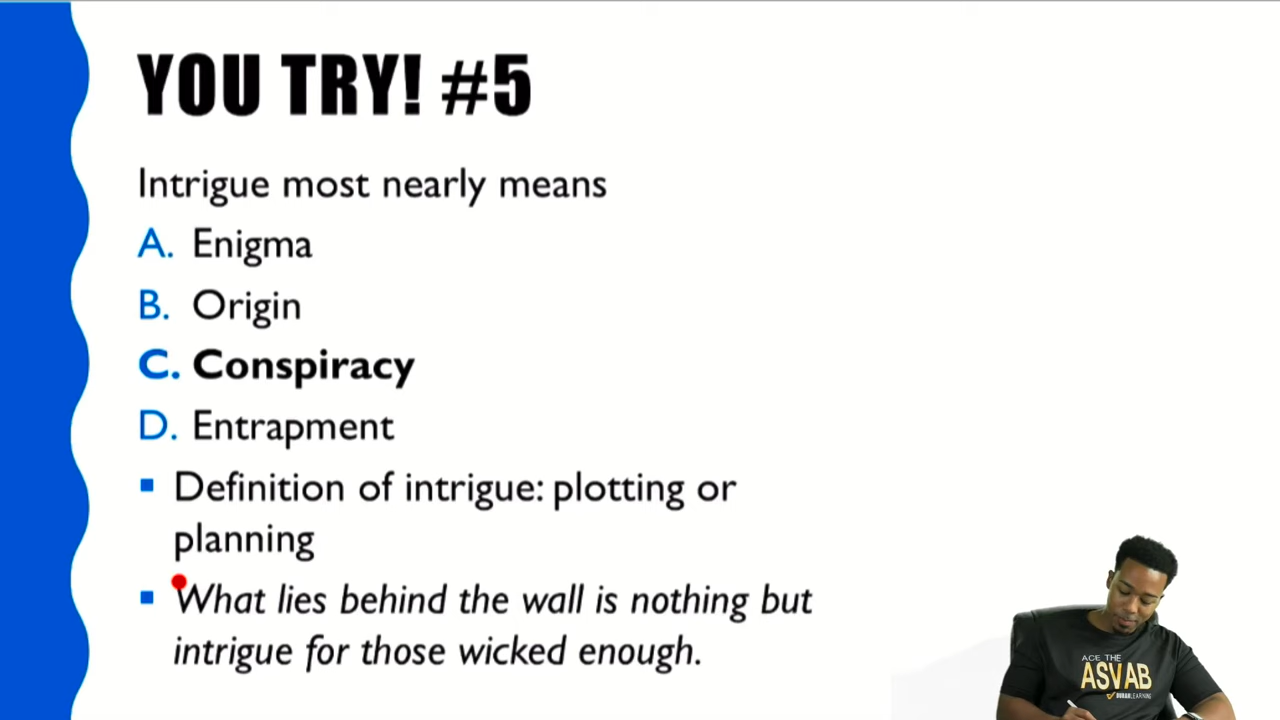 YOU TRY! #5
Intrigue most nearly means
A. Enigma
B. Origin
C. Conspiracy
D. Entrapment
Definition of intrigue: plotting or
planning
What lies behind the wall is nothing but
intrigue for those wicked enough.
ACE THE
ASVAB
LEARNING